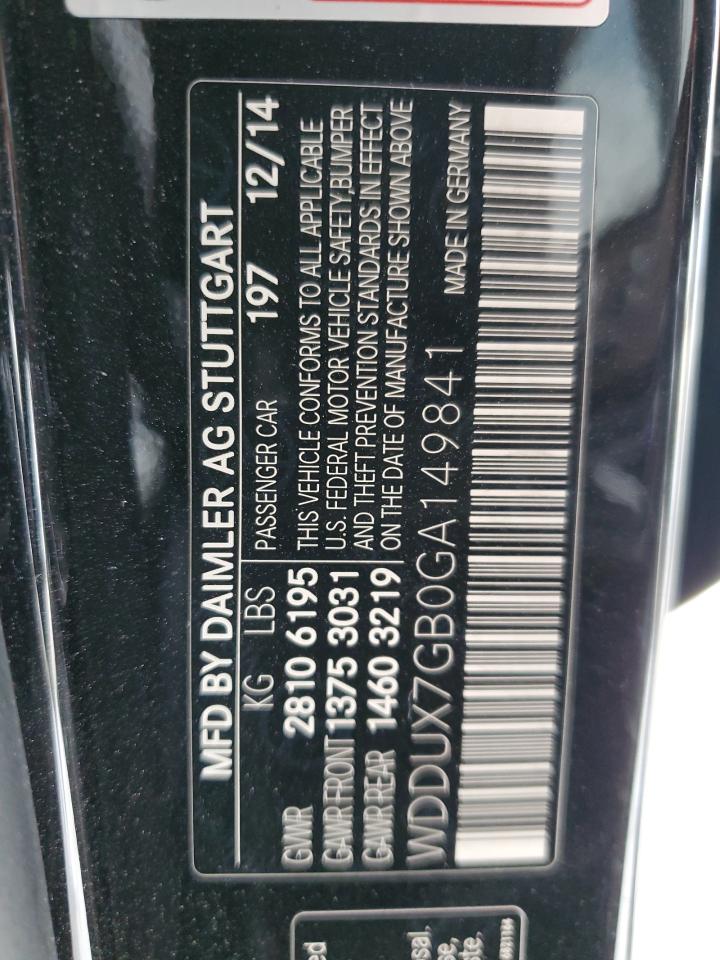 MFD BY DAIMLER AG STUTTGART
KG LBS 197 12/14
GWR 2810 6195 PASSENGER CAR
GAWR FRONT 1375 3031
GAWR REAR 1460 3219
THIS VEHICLE CONFORMS TO ALL APPLICABLE
U.S. FEDERAL MOTOR VEHICLE SAFETY,BUMPER
AND THEFT PREVENTION STANDARDS IN EFFECT
ON THE DATE OF MANUFACTURE SHOWN ABOVE
WDDUX7GB0GA149841 MADE IN GERMANY